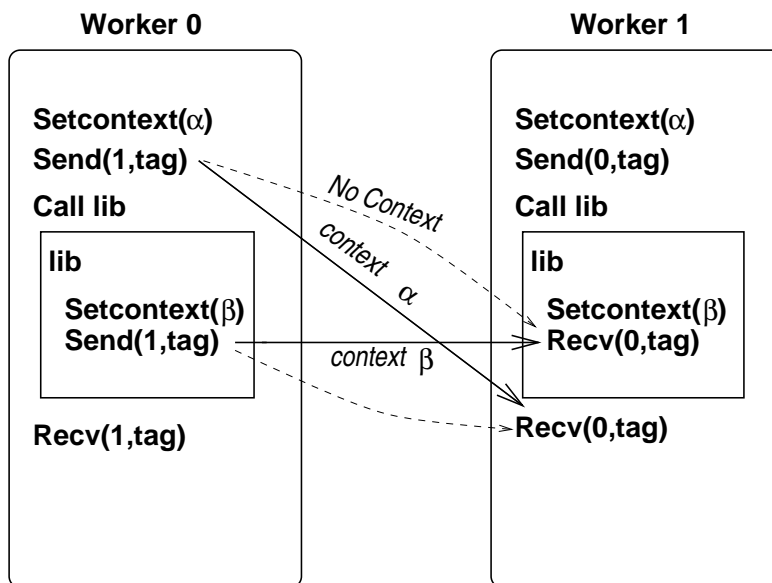 Worker 0
Setcontext(α)
Send(1,tag)
Call lib
lib
Setcontext(β)
Send(1,tag)
Recv(1,tag)
No Context
context α
context β
Worker 1
Setcontext(α)
Send(0,tag)
Call lib
lib
Setcontext(β)
Recv(0,tag)
Recv(0,tag)